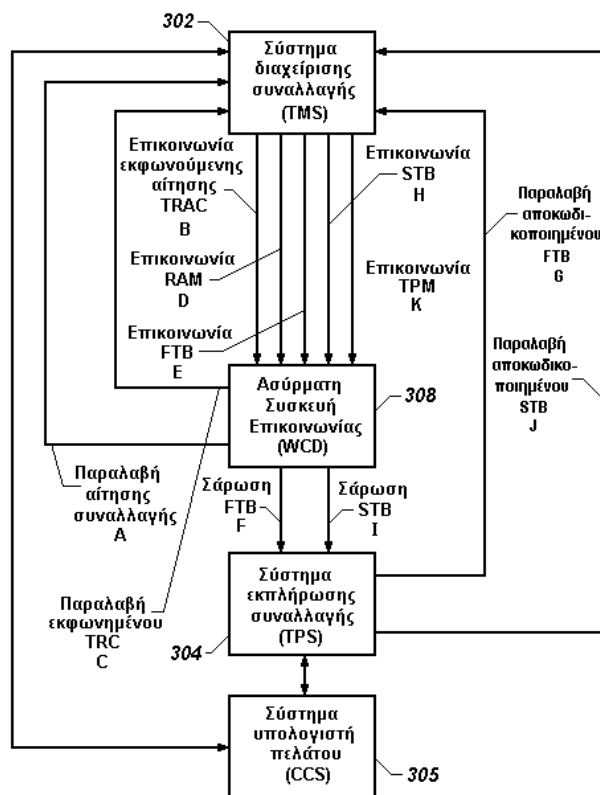 302
Σύστημα
διαχείρισης
συναλλαγής
(TMS)
Επικοινωνία
εκφωνούμενης
αίτησης
TRAC
B
Επικοινωνία
STB
H
Επικοινωνία
RAM
D
Επικοινωνία
TPM
K
Επικοινωνία
FTB
E
Παραλαβή
αποκωδι-
κοποιημένου
FTB
G
Παραλαβή
αποκωδικο-
ποιημένου
STB
J
Ασύρματη
Συσκευή
Επικοινωνίας
(WCD)
308
Παραλαβή
αίτησης
συναλλαγής
A
Σάρωση
FTB
F
Σάρωση
STB
I
Παραλαβή
εκφωνημένου
TRC
C
Σύστημα
εκπλήρωσης
συναλλαγής
(TPS)
304
Σύστημα
υπολογιστή
πελάτου
(CCS)
305